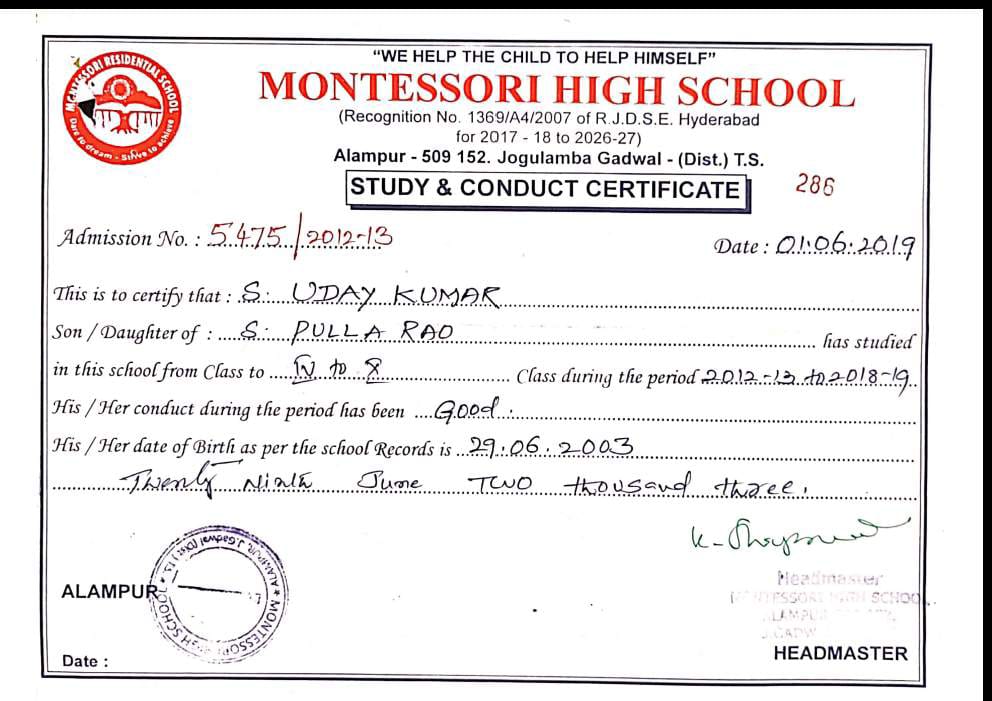 MONTESSORI RESIDENTIAL SCHOOL
Dare to dream - Strive to achieve
"WE HELP THE CHILD TO HELP HIMSELF"
MONTESSORI HIGH SCHOOL
(Recognition No. 1369/A4/2007 of R.J.D.S.E. Hyderabad
for 2017 - 18 to 2026-27)
Alampur - 509 152. Jogulamba Gadwal - (Dist.) T.S.
STUDY & CONDUCT CERTIFICATE
286
Admission No. : 5475/2012-13
Date : 01.06.2019
This is to certify that : S. UDAY KUMAR
Son / Daughter of : S. PULLA RAO has studied
in this school from Class to IV to X Class during the period 2012-13 to 2018-19
His / Her conduct during the period has been Good.
His / Her date of Birth as per the school Records is 29.06.2003
Twenty Ninth June Two thousand three.
ALAMPUR
MONTESSORI HIGH SCHOOL * ALAMPUR, J.Gadwal (Dist) T.S. *
Headmaster
MONTESSORI HIGH SCHOOL
ALAMPUR
J.GADW
HEADMASTER
Date :